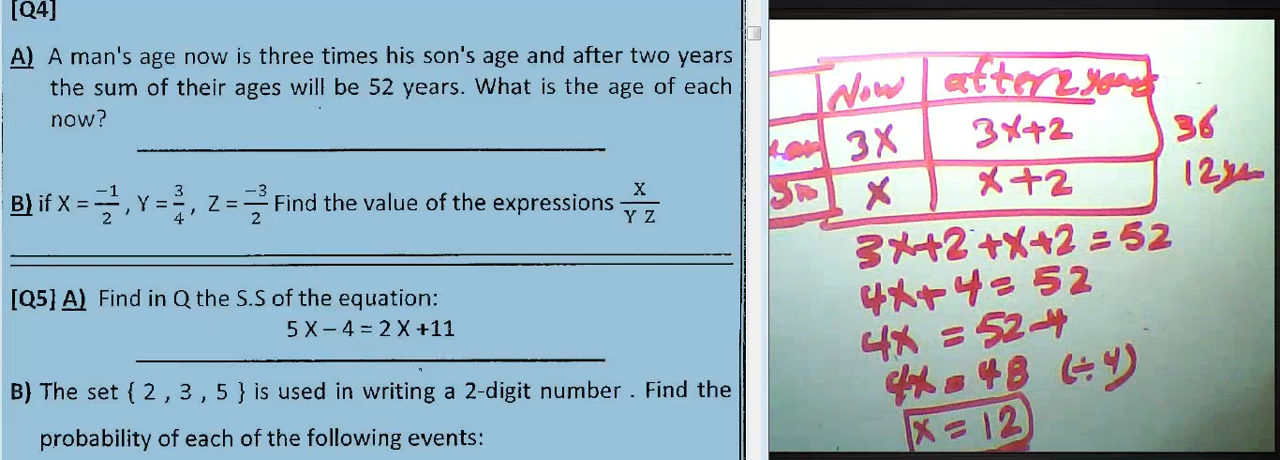 [Q4]
A) A man's age now is three times his son's age and after two years
the sum of their ages will be 52 years. What is the age of each
now?
B) if X = −1/2 , Y = 3/4 , Z = −3/2 Find the value of the expressions X / Y Z
[Q5] A) Find in Q the S.S of the equation:
5 X – 4 = 2 X +11
B) The set { 2 , 3 , 5 } is used in writing a 2-digit number . Find the
probability of each of the following events:
Now after 2 years
3X 3X+2 36
X X+2 12
3X+2+X+2=52
4X+4=52
4X = 52-4
4X = 48 (÷4)
X = 12